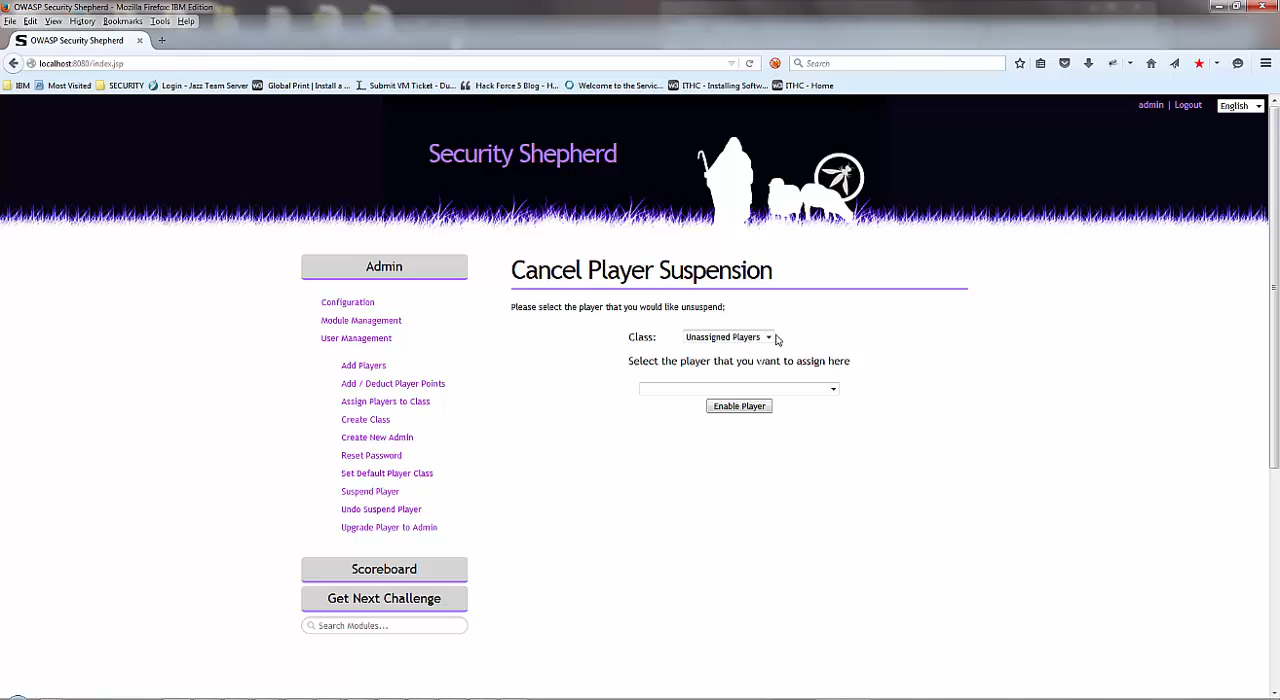 OWASP Security Shepherd - Mozilla Firefox: IBM Edition
File Edit View History Bookmarks Tools Help
OWASP Security Shepherd
localhost:8080/index.jsp
Search
IBM Most Visited SECURITY Login - Jazz Team Server Global Print | Install a ... Submit VM Ticket - Du... Hack Force 5 Blog - H... Welcome to the Servic... ITHC - Installing Softw... ITHC - Home
admin | Logout English
Security Shepherd
Admin
Configuration
Module Management
User Management
Add Players
Add / Deduct Player Points
Assign Players to Class
Create Class
Create New Admin
Reset Password
Set Default Player Class
Suspend Player
Undo Suspend Player
Upgrade Player to Admin
Scoreboard
Get Next Challenge
Search Modules...
Cancel Player Suspension
Please select the player that you would like unsuspend;
Class: Unassigned Players
Select the player that you want to assign here
Enable Player